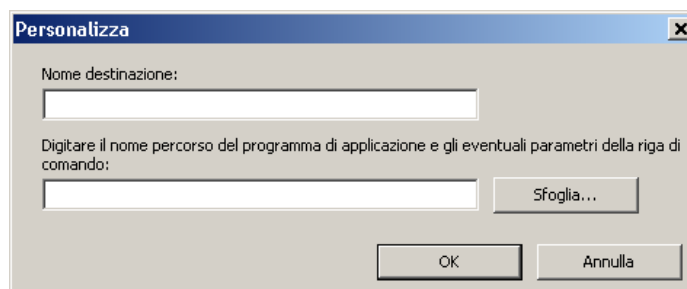 Personalizza
Nome destinazione:
Digitare il nome percorso del programma di applicazione e gli eventuali parametri della riga di
comando:
Sfoglia...
OK
Annulla